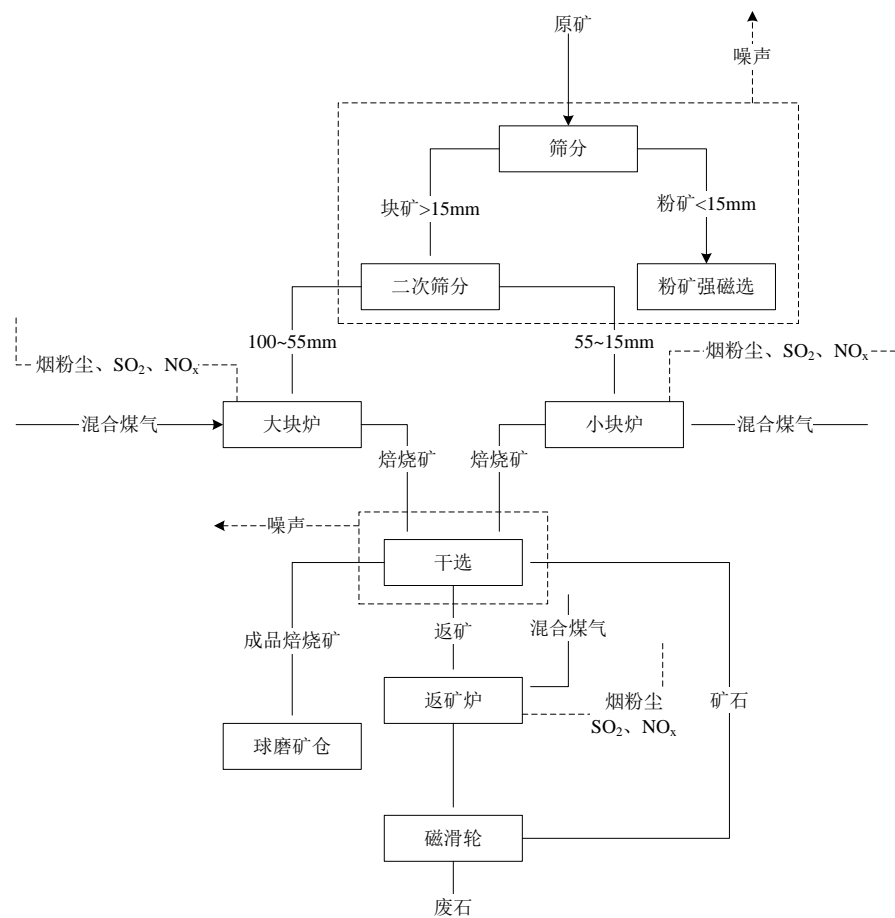 原矿
噪声
筛分
块矿>15mm
粉矿<15mm
二次筛分
粉矿强磁选
100~55mm
55~15mm
烟粉尘、SO₂、NOₓ
烟粉尘、SO₂、NOₓ
混合煤气
大块炉
小块炉
混合煤气
焙烧矿
焙烧矿
噪声
干选
成品焙烧矿
返矿
混合煤气
返矿炉
烟粉尘
SO₂、NOₓ
矿石
球磨矿仓
磁滑轮
废石